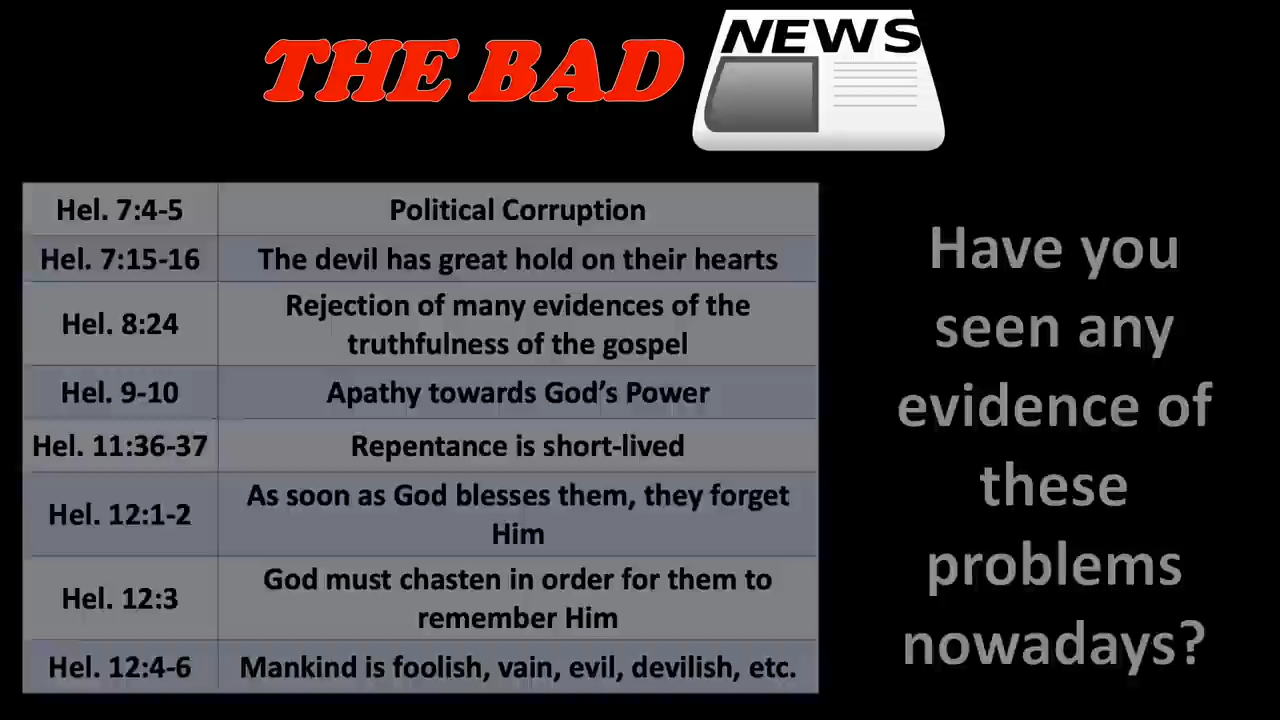 THE BAD NEWS
Hel. 7:4-5 Political Corruption
Hel. 7:15-16 The devil has great hold on their hearts
Hel. 8:24 Rejection of many evidences of the
truthfulness of the gospel
Hel. 9-10 Apathy towards God’s Power
Hel. 11:36-37 Repentance is short-lived
Hel. 12:1-2 As soon as God blesses them, they forget
Him
Hel. 12:3 God must chasten in order for them to
remember Him
Hel. 12:4-6 Mankind is foolish, vain, evil, devilish, etc.
Have you
seen any
evidence of
these
problems
nowadays?